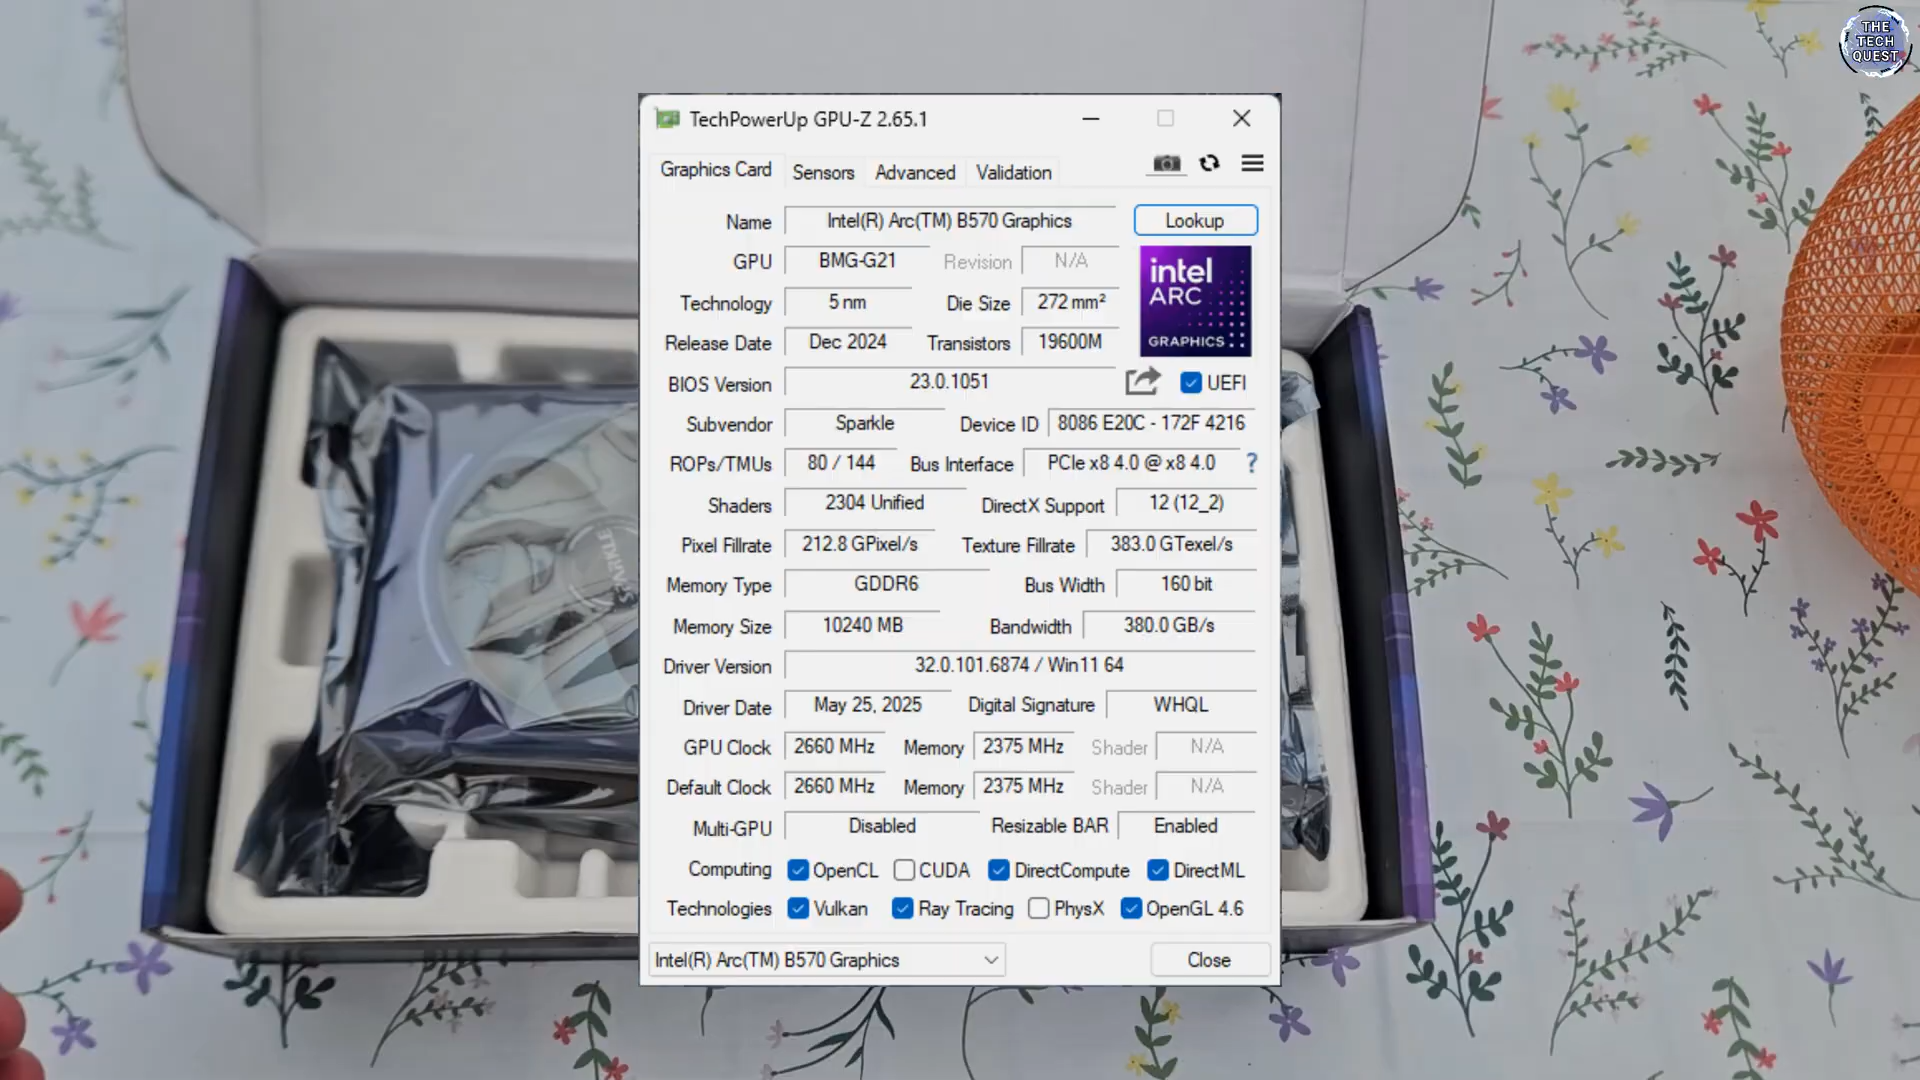 THE
TECH
QUEST
TechPowerUp GPU-Z 2.65.1
Graphics Card Sensors Advanced Validation
Name Intel(R) Arc(TM) B570 Graphics Lookup
GPU BMG-G21 Revision N/A
intel
ARC
GRAPHICS
Technology 5 nm Die Size 272 mm²
Release Date Dec 2024 Transistors 19600M
BIOS Version 23.0.1051 UEFI
Subvendor Sparkle Device ID 8086 E20C - 172F 4216
ROPs/TMUs 80 / 144 Bus Interface PCIe x8 4.0 @ x8 4.0 ?
Shaders 2304 Unified DirectX Support 12 (12_2)
Pixel Fillrate 212.8 GPixel/s Texture Fillrate 383.0 GTexel/s
Memory Type GDDR6 Bus Width 160 bit
Memory Size 10240 MB Bandwidth 380.0 GB/s
Driver Version 32.0.101.6874 / Win11 64
Driver Date May 25, 2025 Digital Signature WHQL
GPU Clock 2660 MHz Memory 2375 MHz Shader N/A
Default Clock 2660 MHz Memory 2375 MHz Shader N/A
Multi-GPU Disabled Resizable BAR Enabled
Computing OpenCL CUDA DirectCompute DirectML
Technologies Vulkan Ray Tracing PhysX OpenGL 4.6
Intel(R) Arc(TM) B570 Graphics Close
SPARKLE